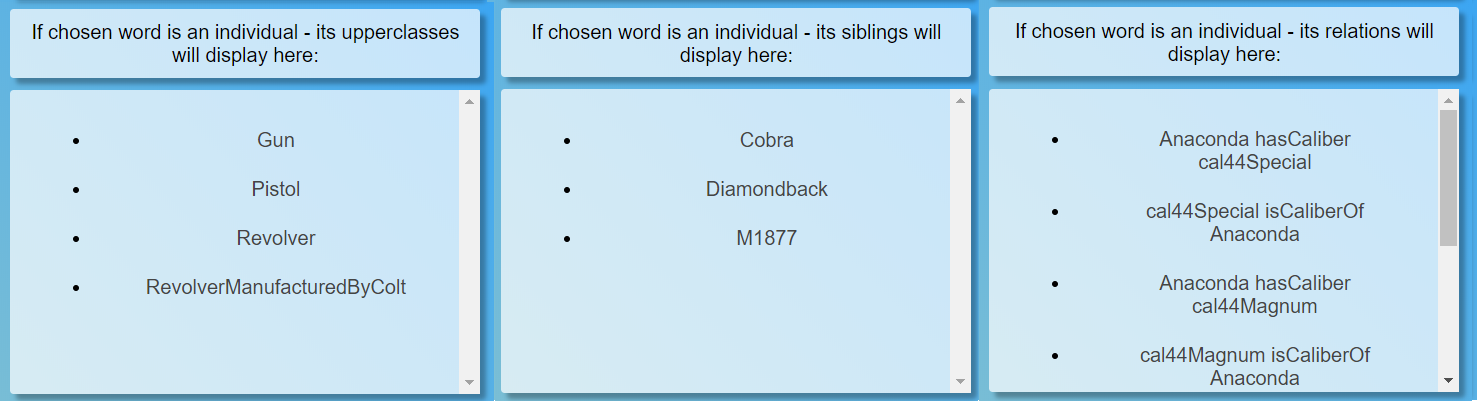 If chosen word is an individual - its upperclasses
will display here:
Gun
Pistol
Revolver
RevolverManufacturedByColt
If chosen word is an individual - its siblings will
display here:
Cobra
Diamondback
M1877
If chosen word is an individual - its relations will
display here:
Anaconda hasCaliber
cal44Special
cal44Special isCaliberOf
Anaconda
Anaconda hasCaliber
cal44Magnum
cal44Magnum isCaliberOf
Anaconda